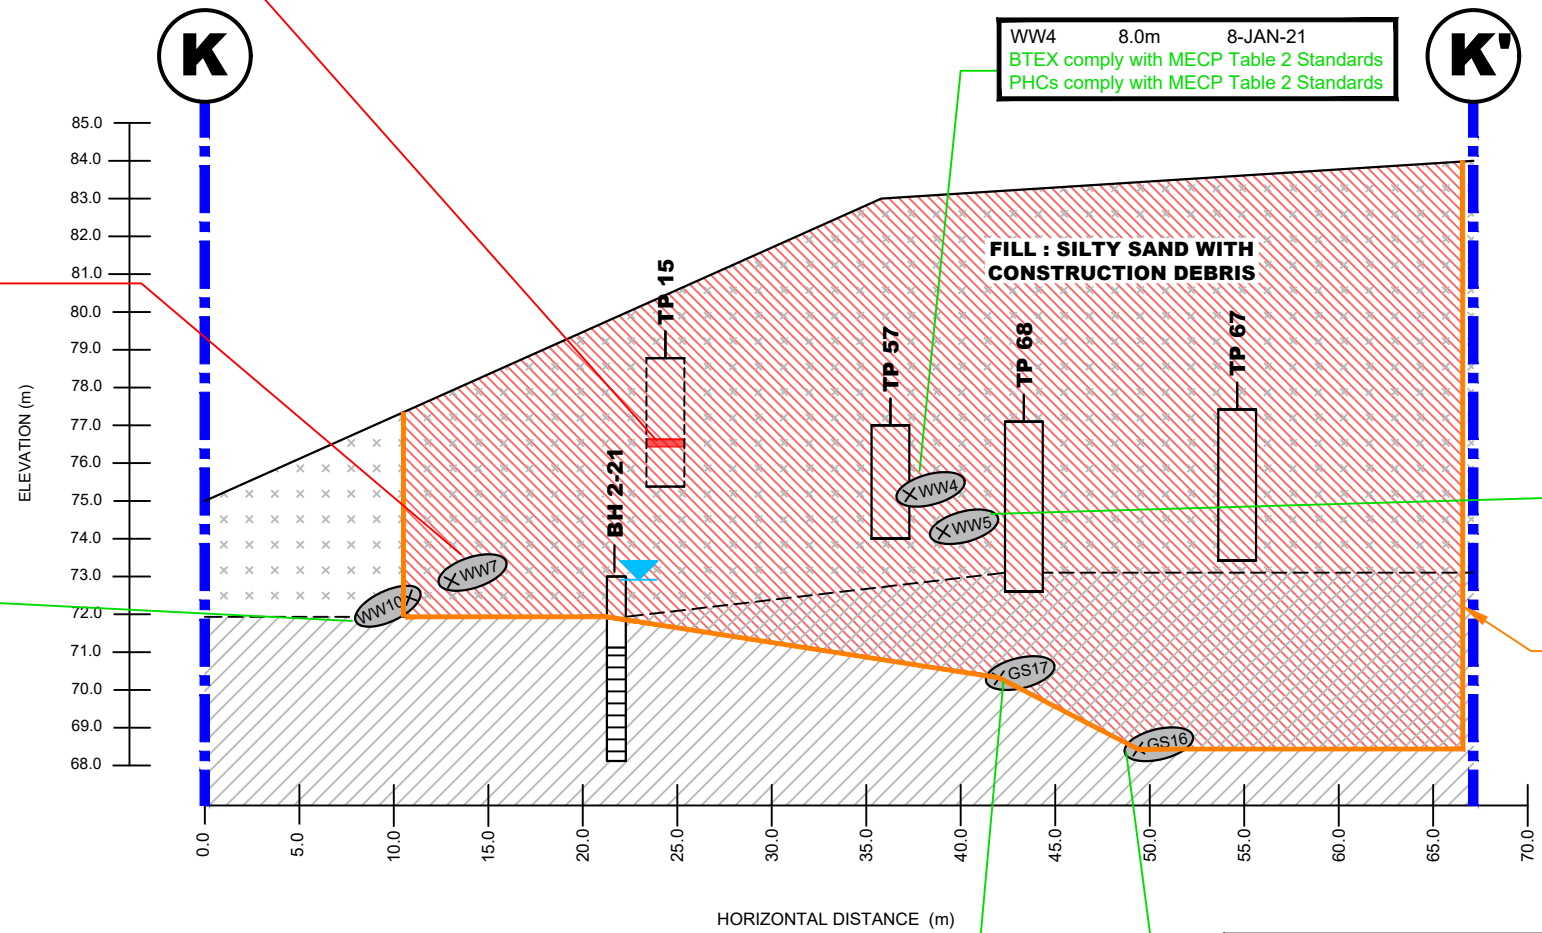 K
WW4 8.0m 8-JAN-21
BTEX comply with MECP Table 2 Standards
PHCs comply with MECP Table 2 Standards
K'
85.0
84.0
83.0
82.0
81.0
80.0
79.0
78.0
77.0
76.0
75.0
74.0
73.0
72.0
71.0
70.0
69.0
68.0
ELEVATION (m)
FILL : SILTY SAND WITH
CONSTRUCTION DEBRIS
TP 15
TP 57
TP 68
TP 67
BH 2-21
WW4
WW5
WW7
WW10
GS17
GS16
0.0
5.0
10.0
15.0
20.0
25.0
30.0
35.0
40.0
45.0
50.0
55.0
60.0
65.0
70.0
HORIZONTAL DISTANCE (m)